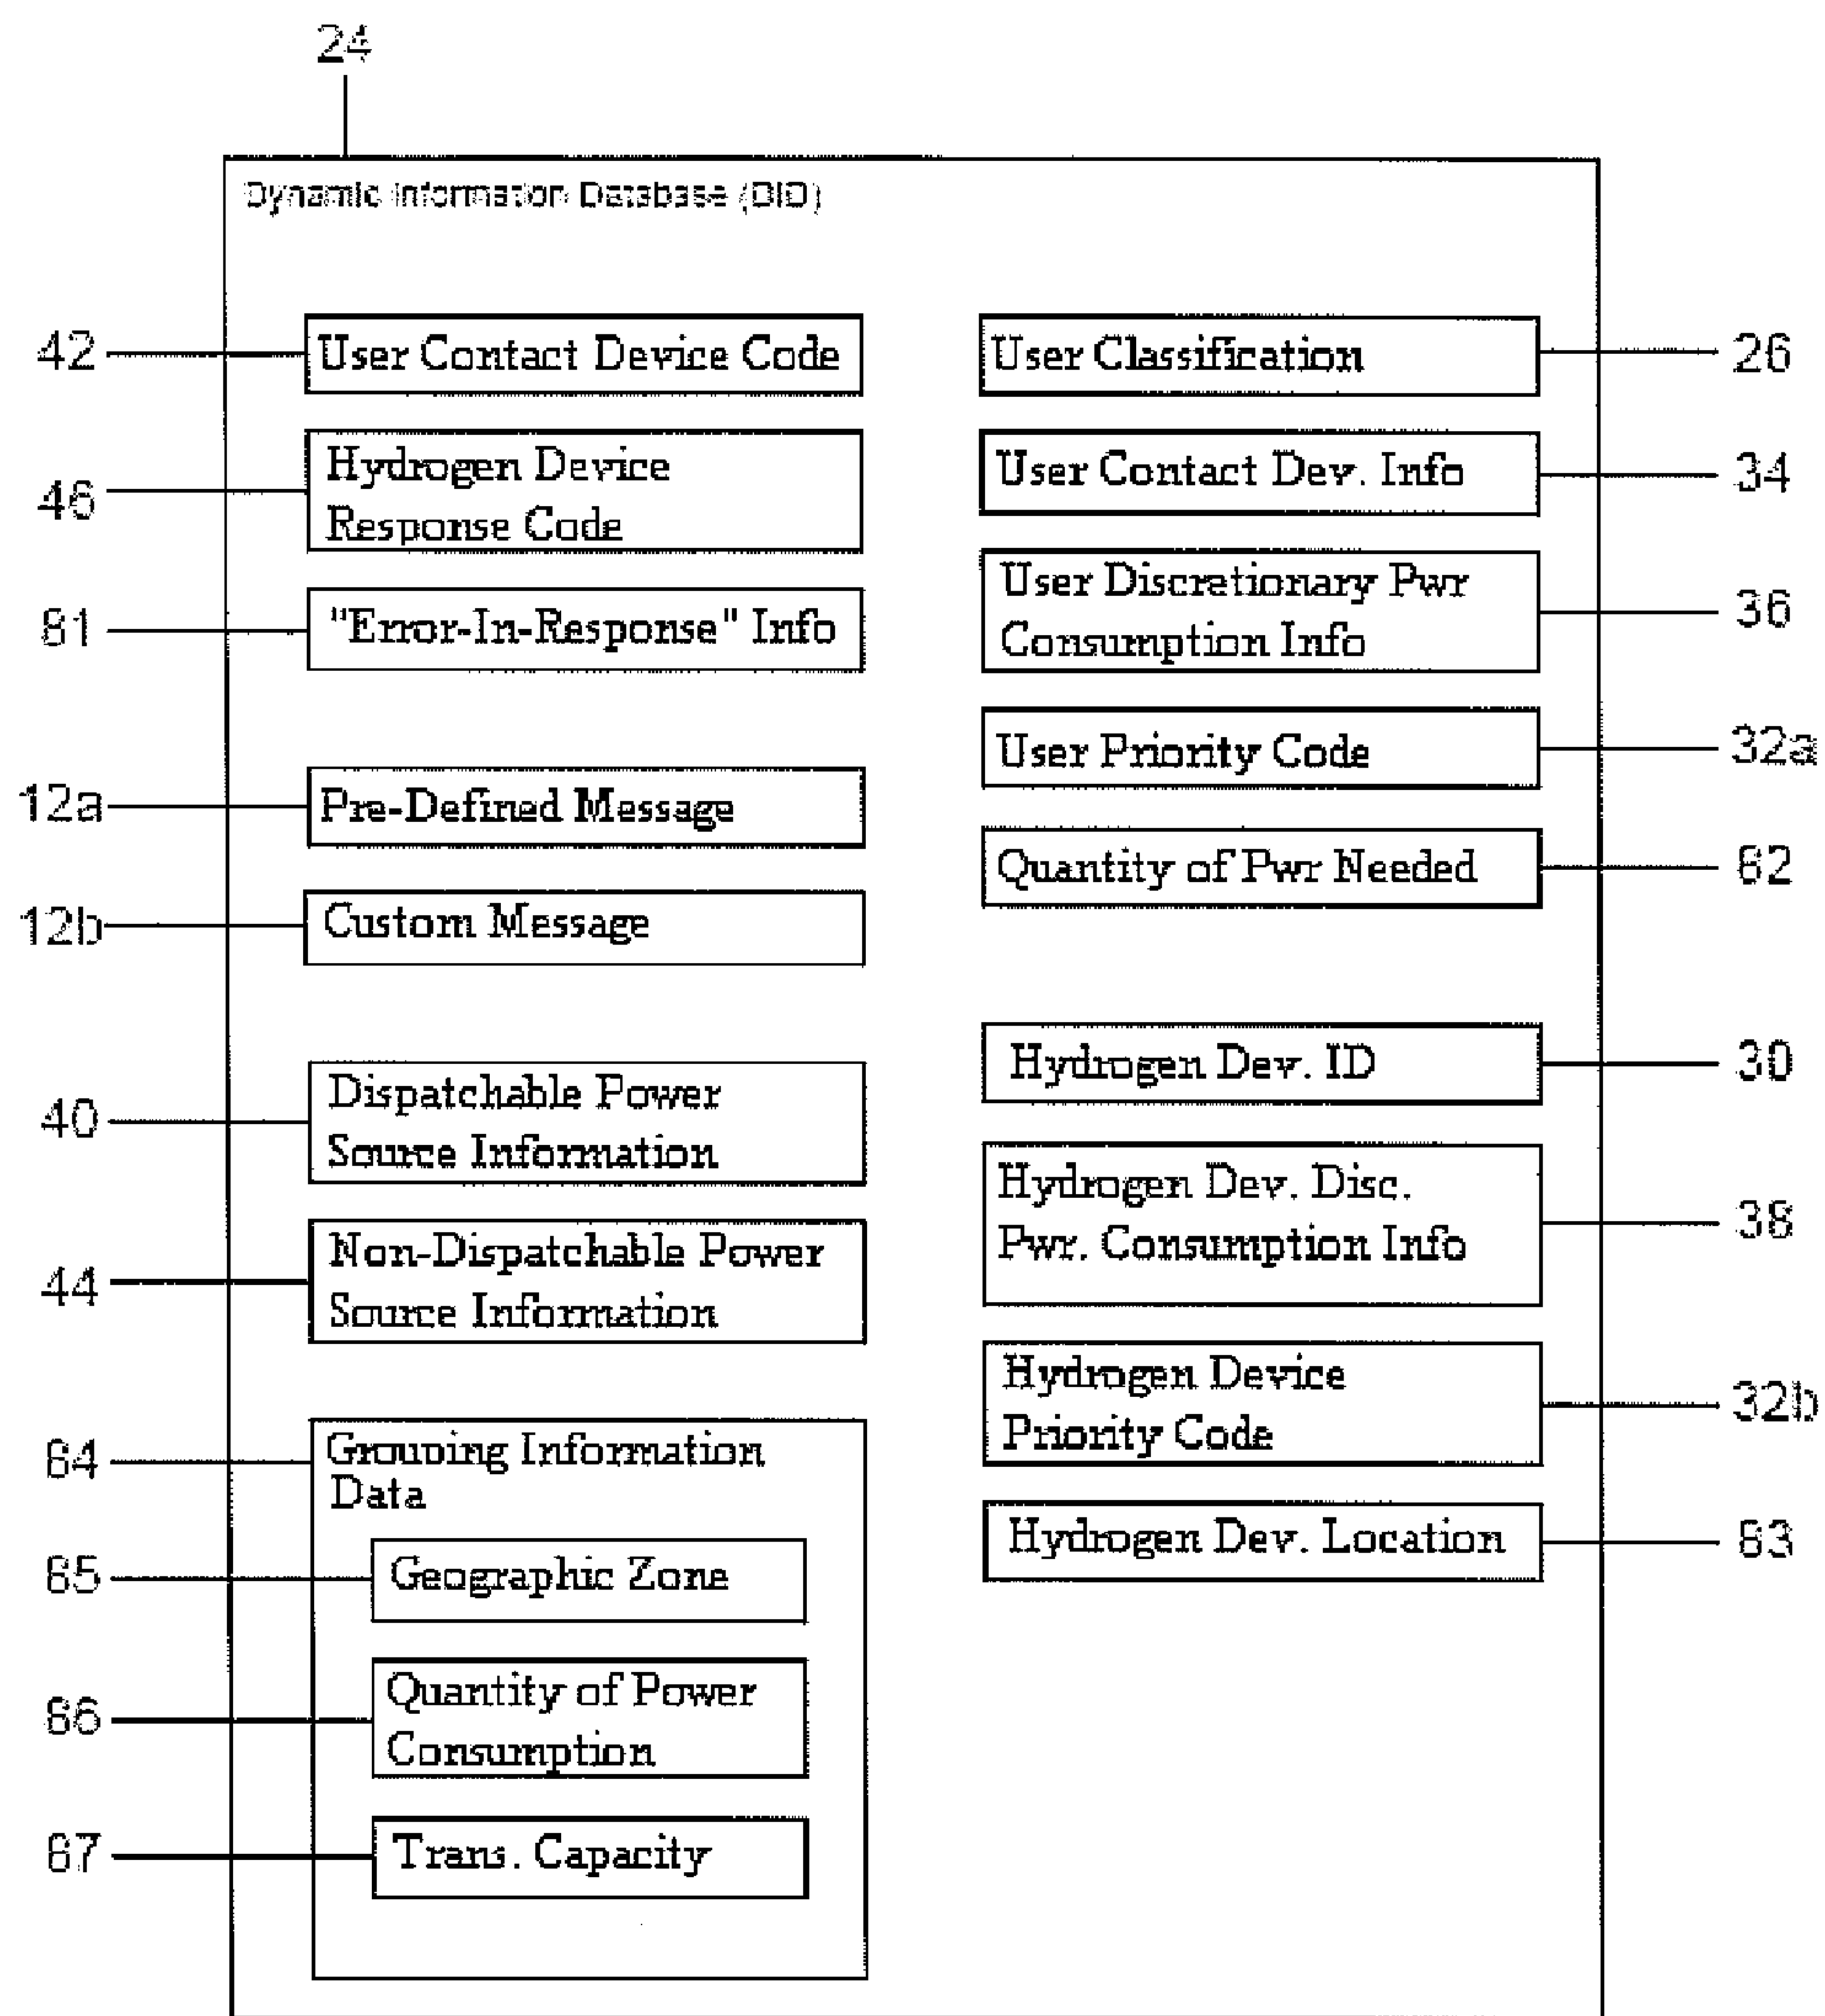 24
Dynamic Information Database (DID)
42
User Contact Device Code
46
Hydrogen Device
Response Code
61
"Error-In-Response" Info
12a
Pre-Defined Message
12b
Custom Message
40
Dispatchable Power
Source Information
44
Non-Dispatchable Power
Source Information
64
Grouping Information
Data
65
Geographic Zone
66
Quantity of Power
Consumption
67
Trans. Capacity
User Classification
26
User Contact Dev. Info
34
User Discretionary Pwr
Consumption Info
36
User Priority Code
32a
Quantity of Pwr Needed
62
Hydrogen Dev. ID
30
Hydrogen Dev. Disc.
Pwr. Consumption Info
38
Hydrogen Device
Priority Code
32b
Hydrogen Dev. Location
63